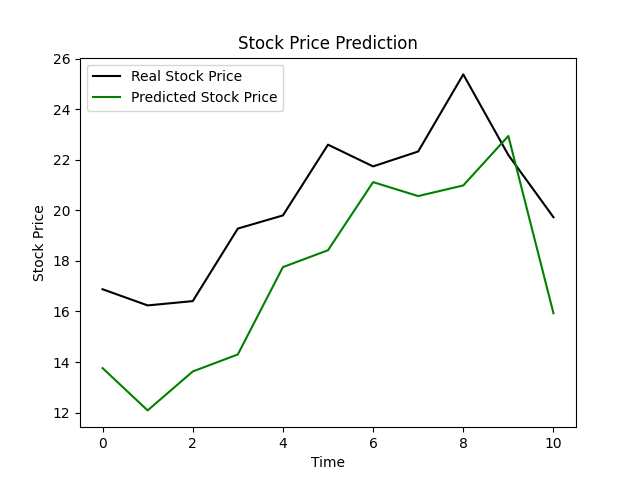 Stock Price Prediction
Real Stock Price
Predicted Stock Price
26
24
22
20
18
16
14
12
Stock Price
0 2 4 6 8 10
Time